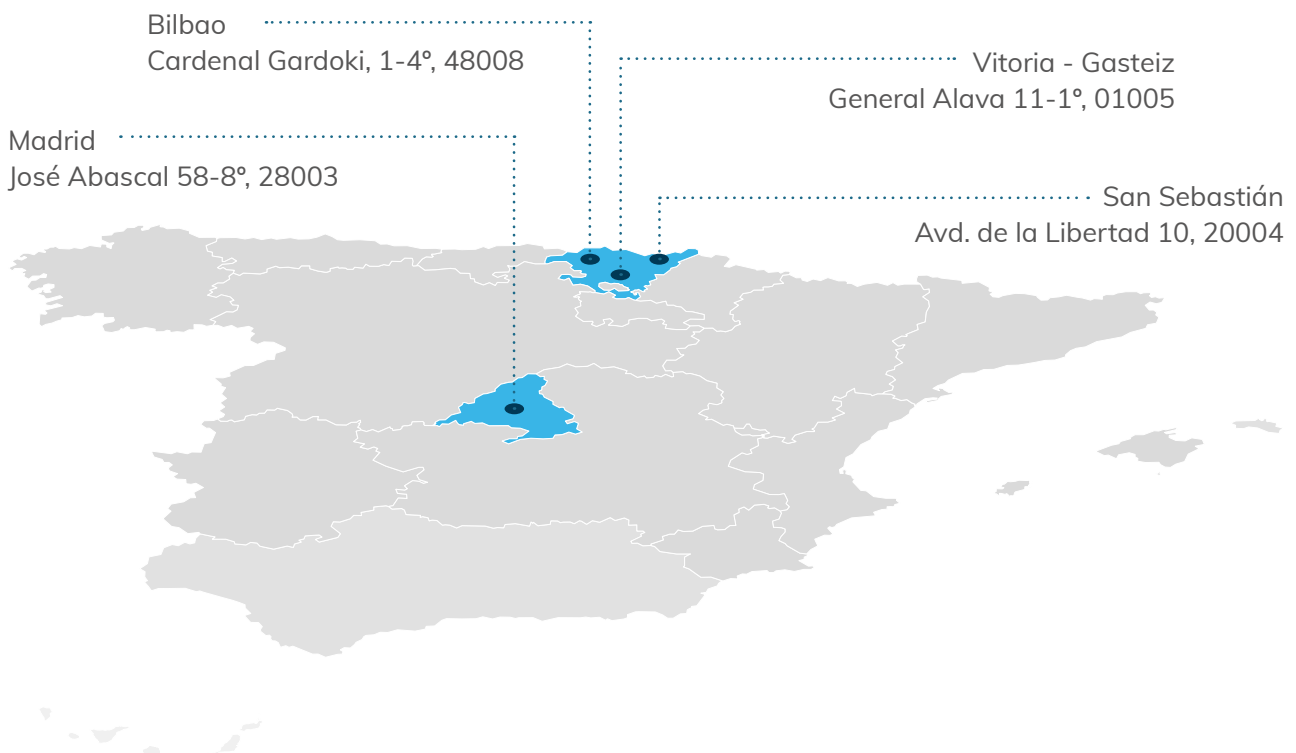 Bilbao
Cardenal Gardoki, 1-4º, 48008
Vitoria - Gasteiz
General Alava 11-1º, 01005
Madrid
José Abascal 58-8º, 28003
San Sebastián
Avd. de la Libertad 10, 20004